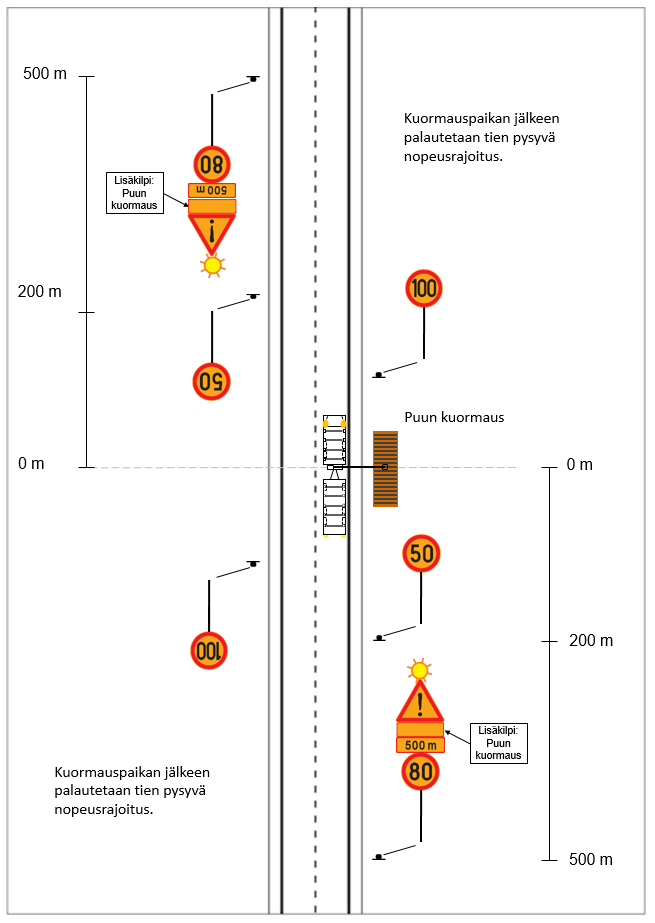 500 m
Kuormauspaikan jälkeen
palautetaan tien pysyvä
nopeusrajoitus.
80
500 m
Lisäkilpi:
Puun
kuormaus
!
200 m
100
50
Puun kuormaus
0 m
0 m
50
100
200 m
!
Lisäkilpi:
Puun
kuormaus
500 m
80
Kuormauspaikan jälkeen
palautetaan tien pysyvä
nopeusrajoitus.
500 m